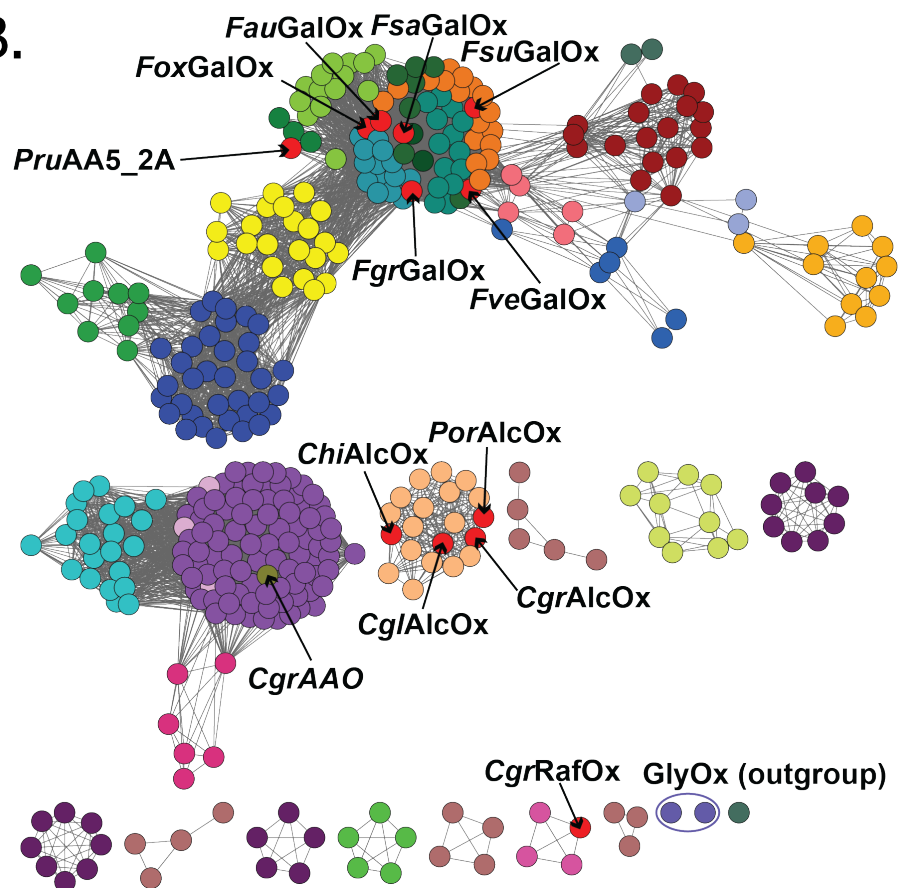 B.
FauGalOx FsaGalOx
FsuGalOx
FoxGalOx
PruAA5_2A
FgrGalOx
FveGalOx
PorAlcOx
ChiAlcOx
CgrAlcOx
CglAlcOx
CgrAAO
CgrRafOx GlyOx (outgroup)